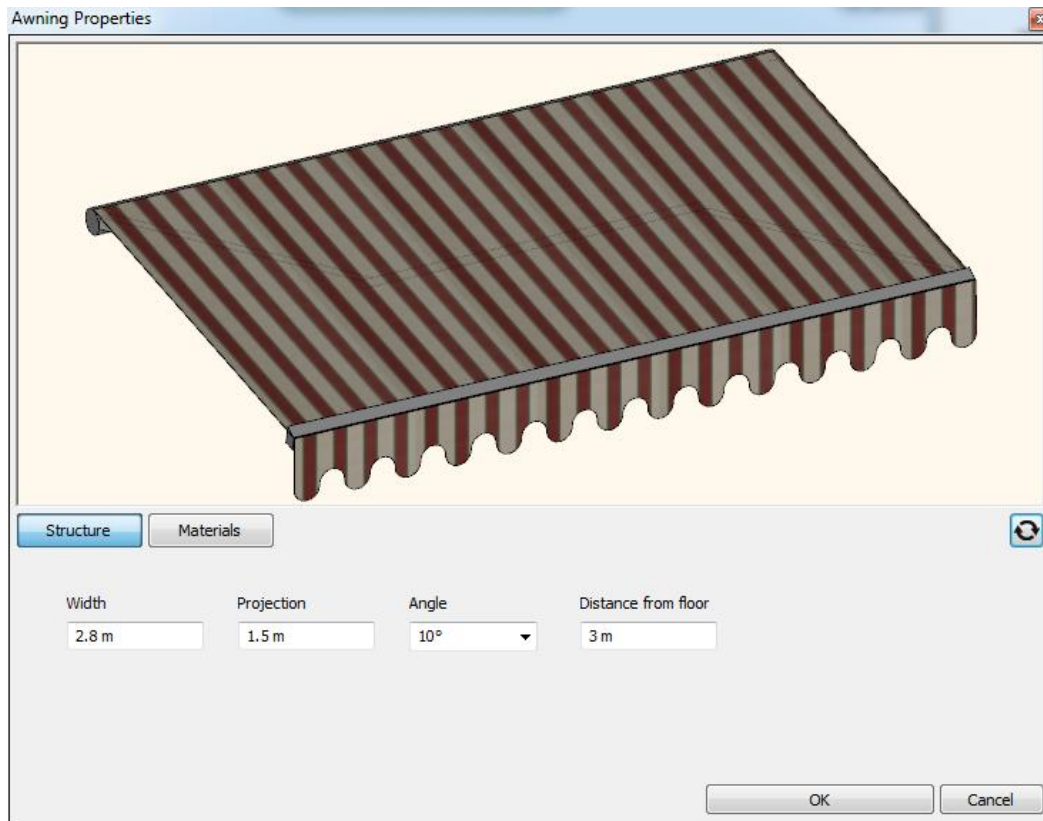 Awning Properties
Structure
Materials
Width
Projection
Angle
Distance from floor
2.8 m
1.5 m
10°
3 m
OK
Cancel